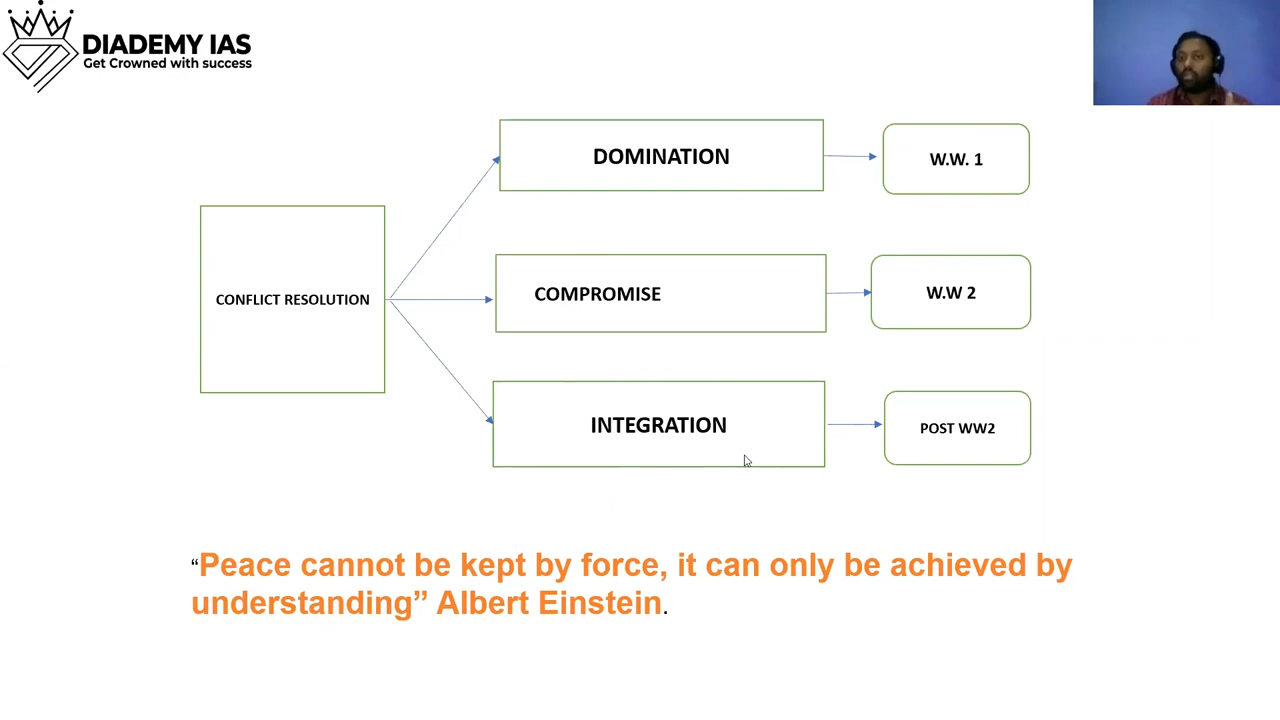 DIADEMY IAS
Get Crowned with success
DOMINATION
W.W. 1
CONFLICT RESOLUTION
COMPROMISE
W.W 2
INTEGRATION
POST WW2
“Peace cannot be kept by force, it can only be achieved by
understanding” Albert Einstein.